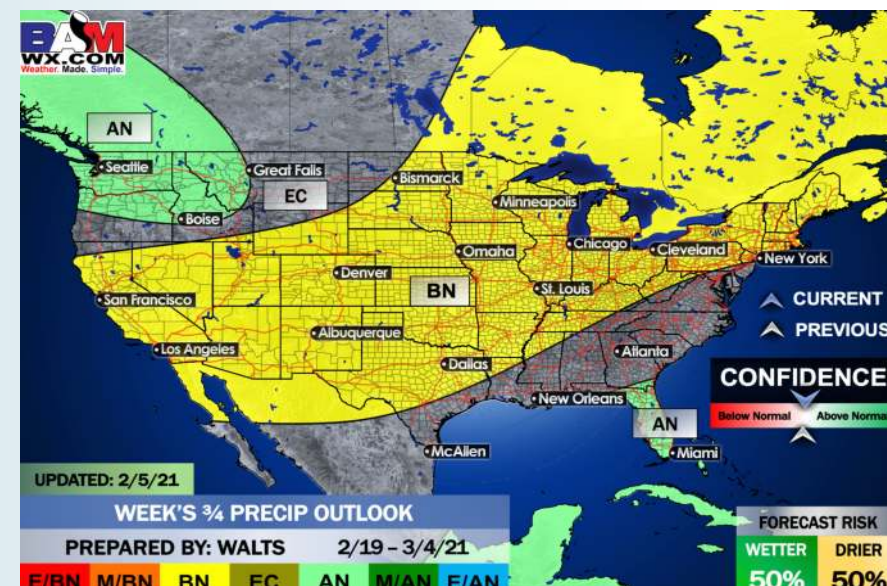 BAM
WX.COM
Weather. Made. Simple.
AN
Seattle
Great Falls
EC
Bismarck
Boise
Minneapolis
Omaha
Chicago
Cleveland
New York
Denver
BN
St. Louis
San Francisco
CURRENT
Albuquerque
PREVIOUS
Los Angeles
Atlanta
Dallas
CONFIDENCE
New Orleans
Below Normal
Above Normal
AN
McAllen
Miami
UPDATED: 2/5/21
WEEK'S ¾ PRECIP OUTLOOK
PREPARED BY: WALTS 2/19 – 3/4/21
F/BN M/BN BN EC AN M/AN F/AN
FORECAST RISK
WETTER DRIER
50% 50%